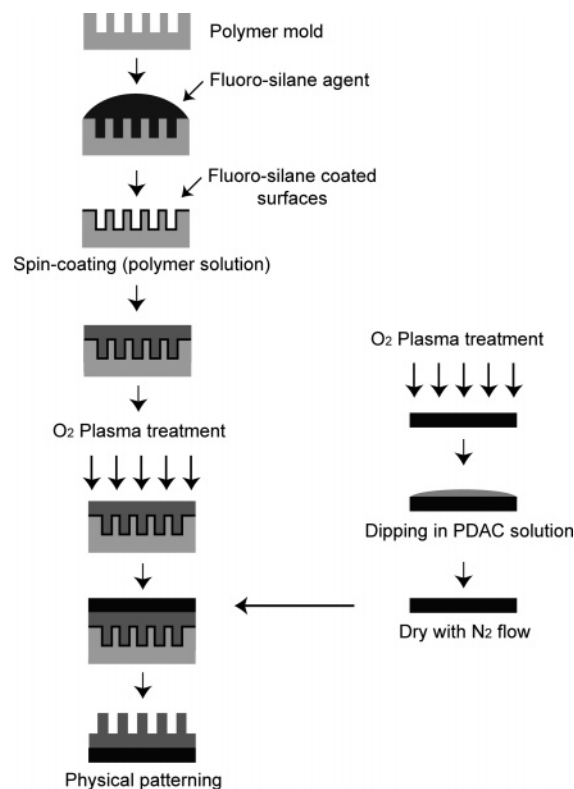 Polymer mold
Fluoro-silane agent
Fluoro-silane coated
surfaces
Spin-coating (polymer solution)
O₂ Plasma treatment
O₂ Plasma treatment
Dipping in PDAC solution
Dry with N₂ flow
Physical patterning